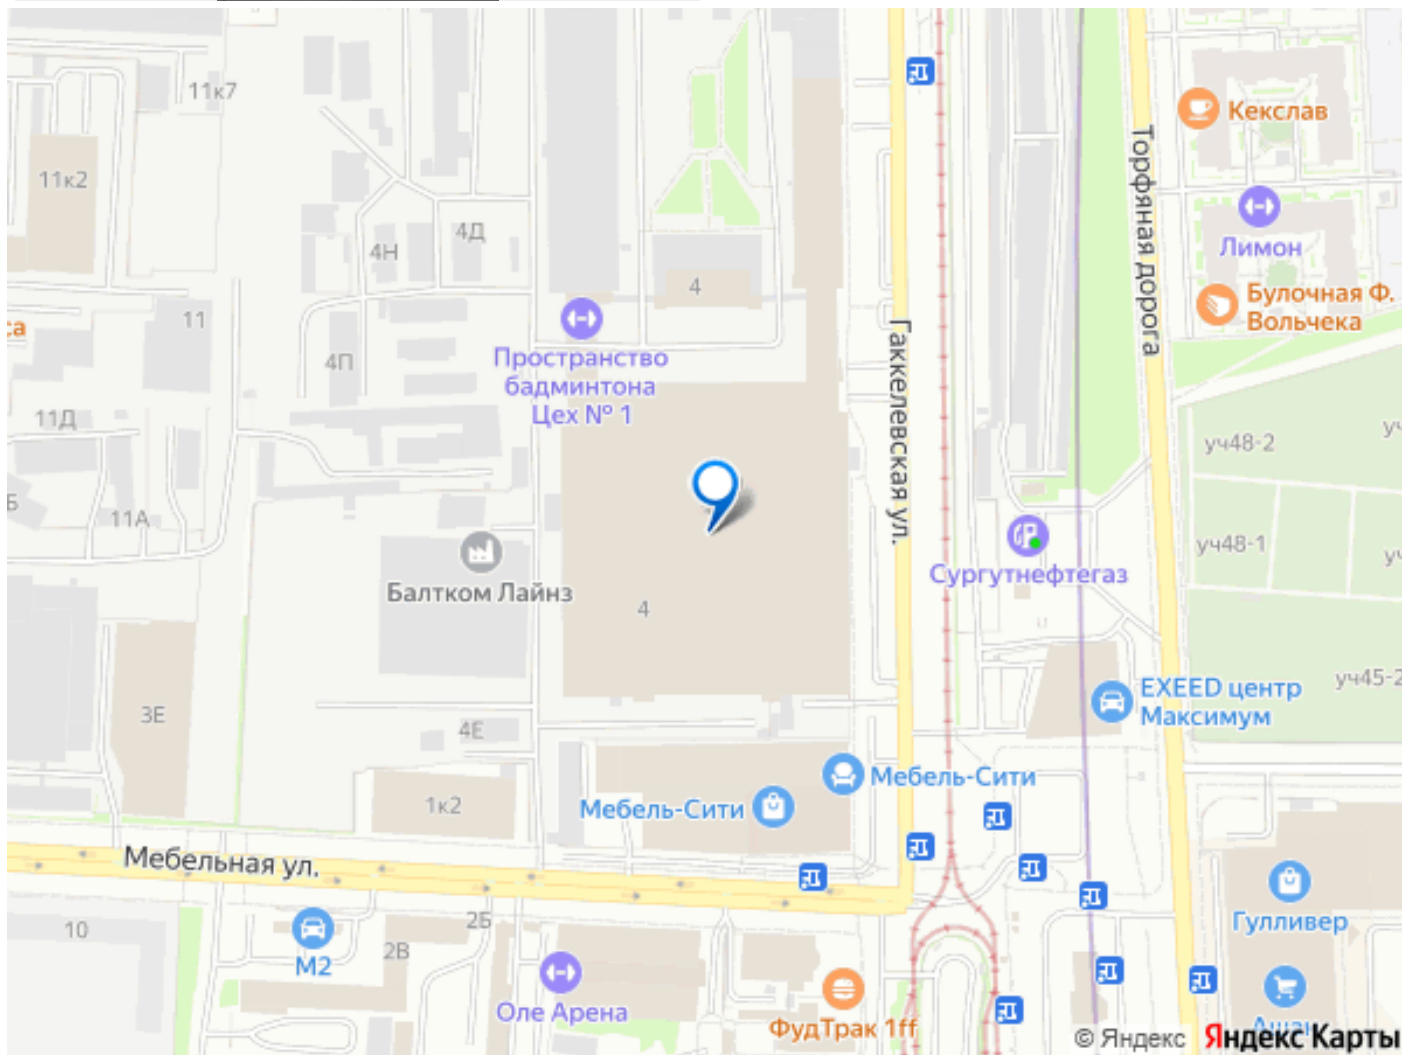 11к7
Кекслав
11к2
Торфяная дорога
4Н
4Д
Лимон
4
Булочная Ф.
Вольчека
са
11
Гаккелевская ул.
4П
Пространство
бадминтона
Цех № 1
11Д
уч48-2
Б
11А
уч48-1
Сургутнефтегаз
Балтком Лайнз
4
3Е
4Е
EXEED центр
Максимум
уч45-2
Мебель-Сити
1к2
Мебель-Сити
Мебельная ул.
10
М2
2В
2Б
Гулливер
Оле Арена
ФудТрак 1ff
Ашан
© Яндекс
Яндекс Карты